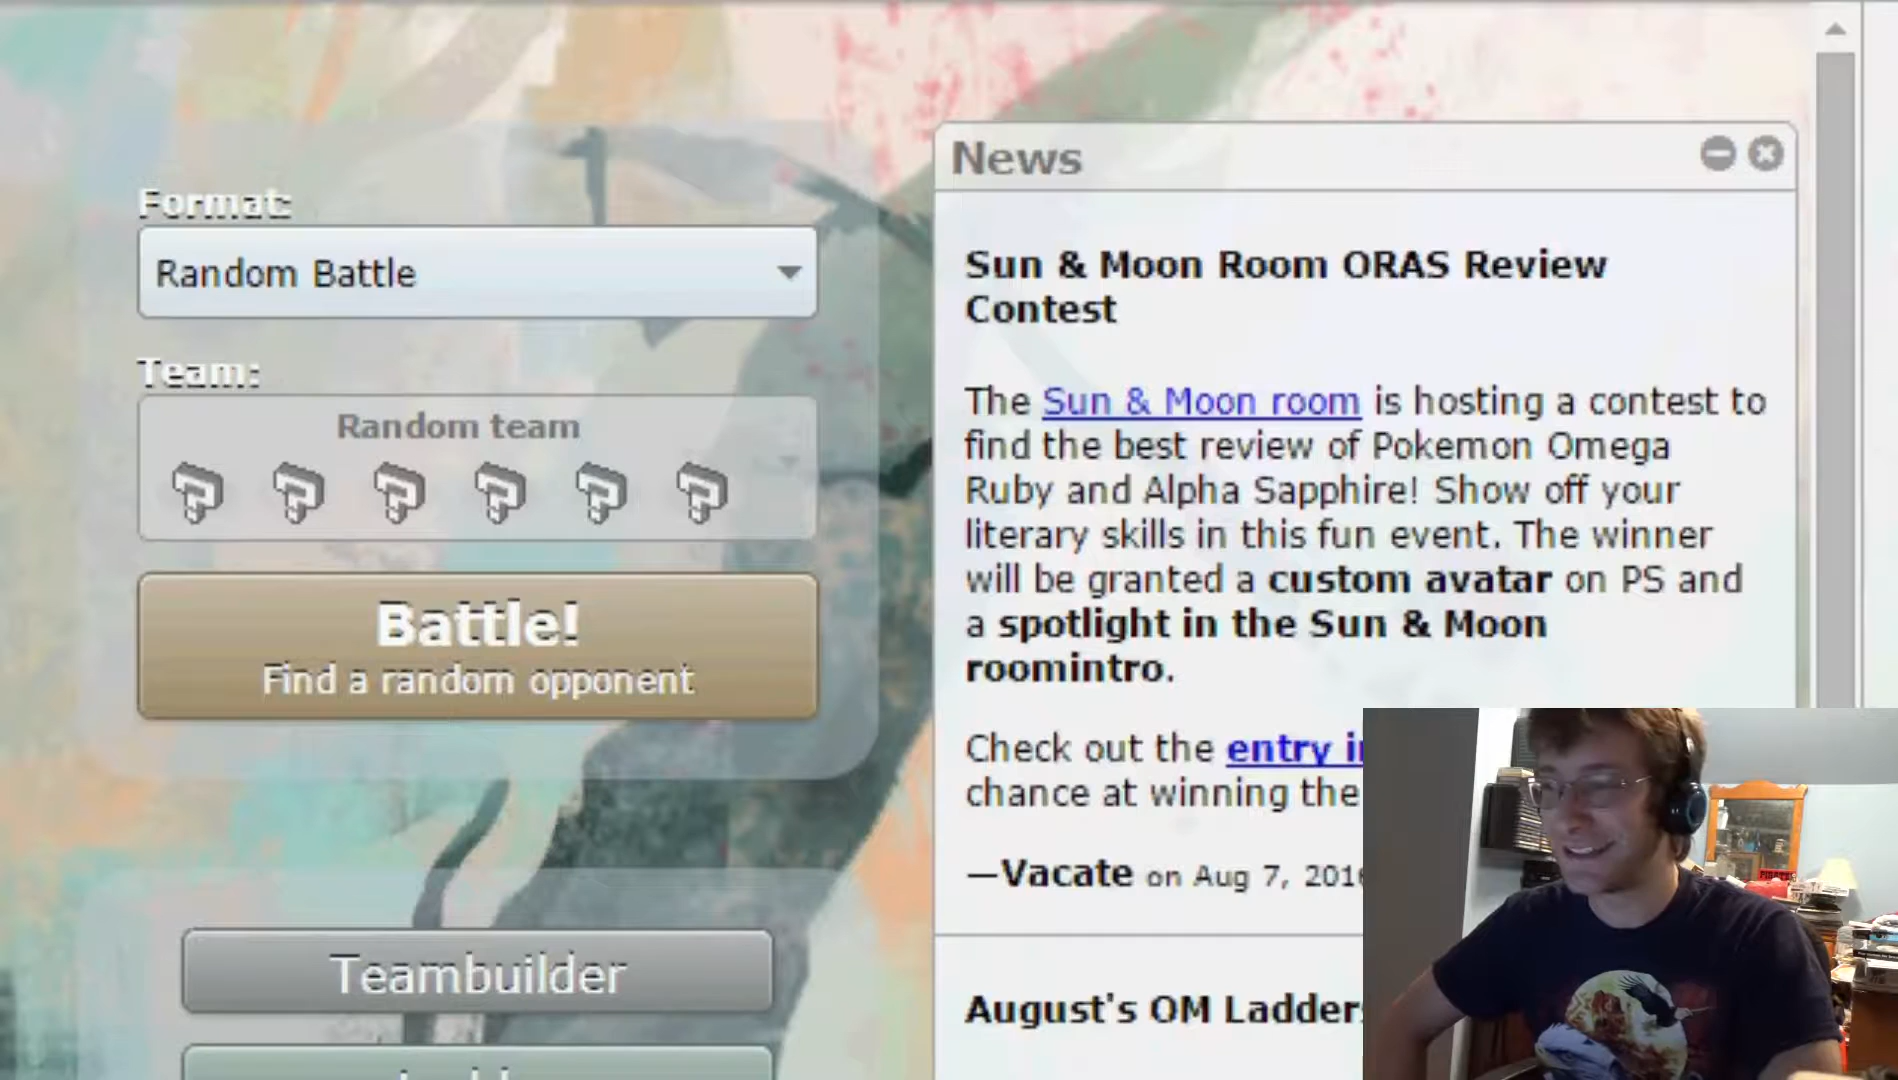 Format:
Random Battle
Team:
Random team
Battle!
Find a random opponent
Teambuilder
News
Sun & Moon Room ORAS Review
Contest
The Sun & Moon room is hosting a contest to
find the best review of Pokemon Omega
Ruby and Alpha Sapphire! Show off your
literary skills in this fun event. The winner
will be granted a custom avatar on PS and
a spotlight in the Sun & Moon
roomintro.
Check out the entry
chance at winning the
—Vacate on Aug 7, 2016
August's OM Ladder